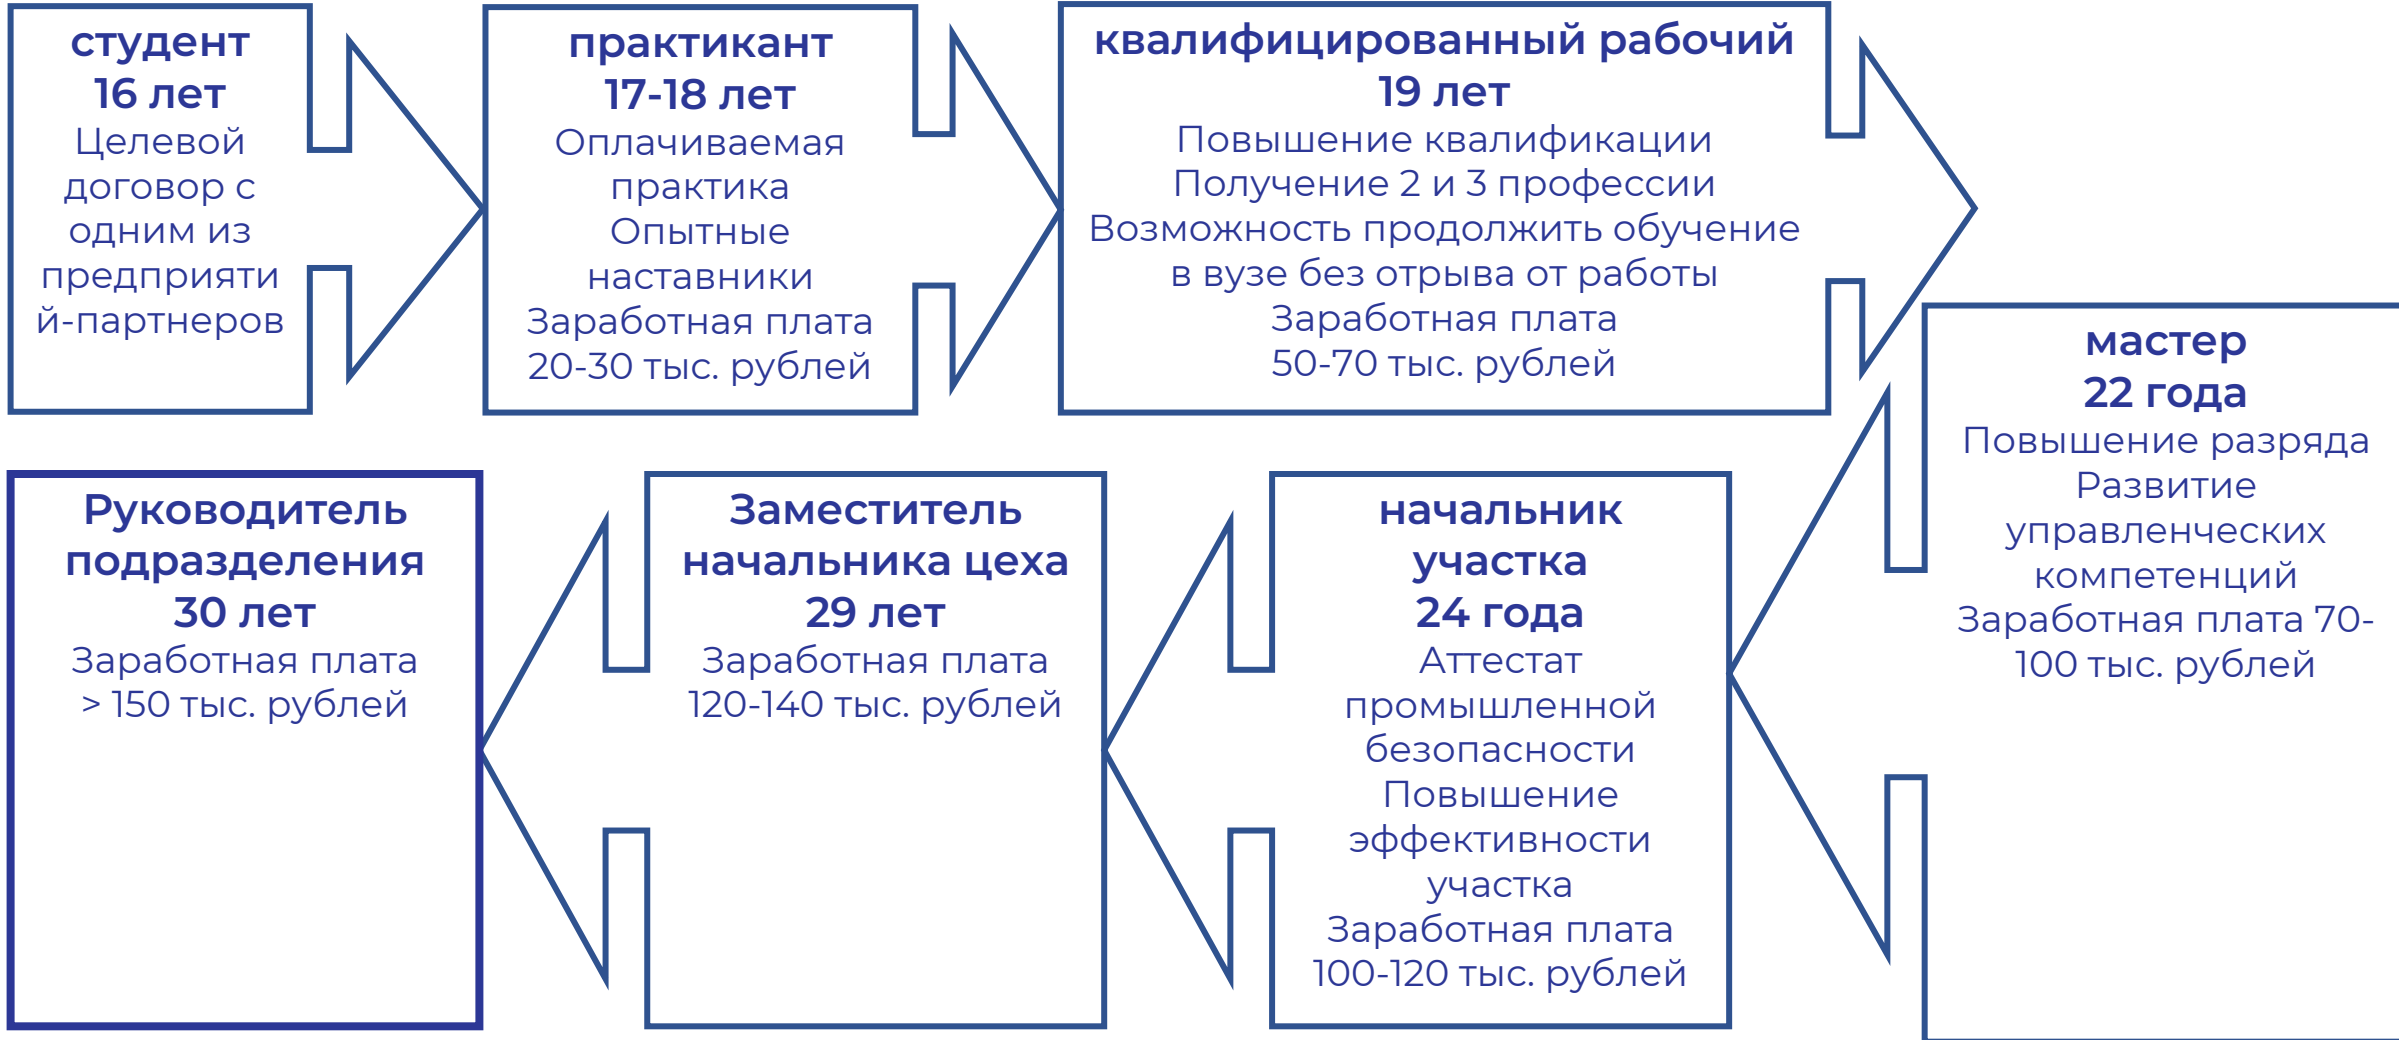 студент
16 лет
Целевой
договор с
одним из
предприяти
й-партнеров
практикант
17-18 лет
Оплачиваемая
практика
Опытные
наставники
Заработная плата
20-30 тыс. рублей
квалифицированный рабочий
19 лет
Повышение квалификации
Получение 2 и 3 профессии
Возможность продолжить обучение
в вузе без отрыва от работы
Заработная плата
50-70 тыс. рублей
мастер
22 года
Повышение разряда
Развитие
управленческих
компетенций
Заработная плата 70-
100 тыс. рублей
начальник
участка
24 года
Аттестат
промышленной
безопасности
Повышение
эффективности
участка
Заработная плата
100-120 тыс. рублей
Заместитель
начальника цеха
29 лет
Заработная плата
120-140 тыс. рублей
Руководитель
подразделения
30 лет
Заработная плата
> 150 тыс. рублей